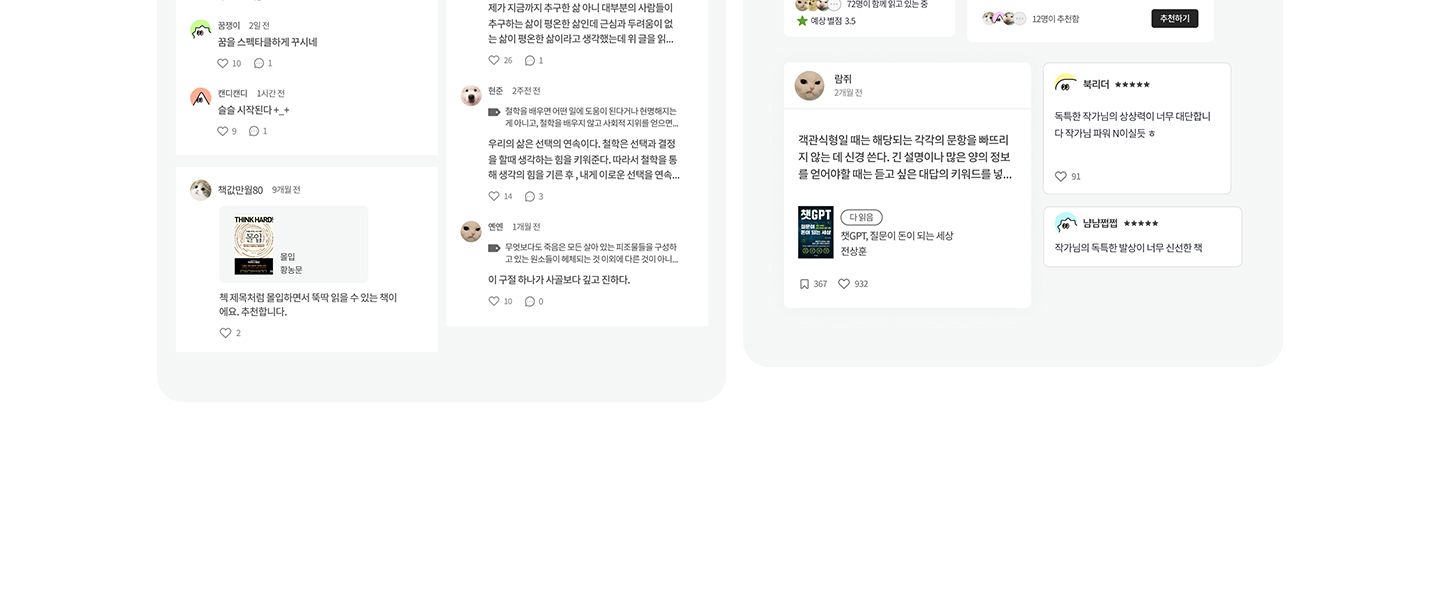 꿈쟁이 2일 전
꿈을 스펙타클하게 꾸시네
10 1
캔디캔디 1시간 전
슬슬 시작된다 +_+
9 1
책값만월80 9개월 전
THINK HARD!
몰입
몰입
황농문
첵 제목처럼 몰입하면서 뚝딱 읽을 수 있는 책이
에요. 추천합니다.
2
제가 지금까지 추구한 삶 아니 대부분의 사람들이
추구하는 삶이 평온한 삶인데 근심과 두려움이 없
는 삶이 평온한 삶이라고 생각했는데 위 글을 읽...
26 1
현준 2주전 전
철학을 배우면 어떤 일에 도움이 된다거나 현명해지는
게 아니고, 철학을 배우지 않고 사회적 지위를 얻으면...
우리의 삶은 선택의 연속이다. 철학은 선택과 결정
을 할때 생각하는 힘을 키워준다. 따라서 철학을 통
해 생각의 힘을 기른 후 , 내게 이로운 선택을 연속...
14 3
옌옌 1개월 전
무엇보다도 죽음은 모든 살아 있는 피조물들을 구성하
고 있는 원소들이 헤체되는 것 이외에 다른 것이 아니...
이 구절 하나가 사골보다 깊고 진하다.
10 0
72명이 함께 읽고 있는 중
예상 별점 3.5
12명이 추천함
추천하기
람쥐
2개월 전
객관식형일 때는 해당되는 각각의 문항을 빠뜨리
지 않는 데 신경 쓴다. 긴 설명이나 많은 양의 정보
를 얻어야할 때는 듣고 싶은 대답의 키워드를 넣...
챗GPT
질문이
돈이 되는 세상
다 읽음
챗GPT, 질문이 돈이 되는 세상
전상훈
367 932
북리더 ★★★★★
독특한 작가님의 상상력이 너무 대단합니
다 작가님 파워 N이실듯 ㅎ
91
냠냠쩝쩝 ★★★★★
작가님의 독특한 발상이 너무 신선한 책